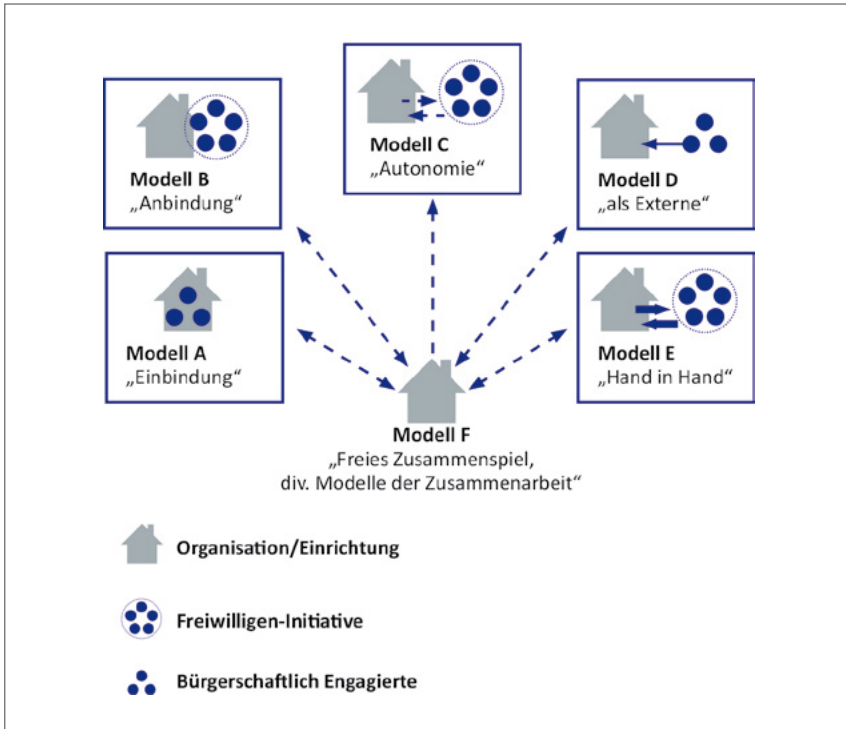 Modell B
„Anbindung“
Modell C
„Autonomie“
Modell D
„als Externe“
Modell A
„Einbindung“
Modell E
„Hand in Hand“
Modell F
„Freies Zusammenspiel,
div. Modelle der Zusammenarbeit“
Organisation/Einrichtung
Freiwilligen-Initiative
Bürgerschaftlich Engagierte